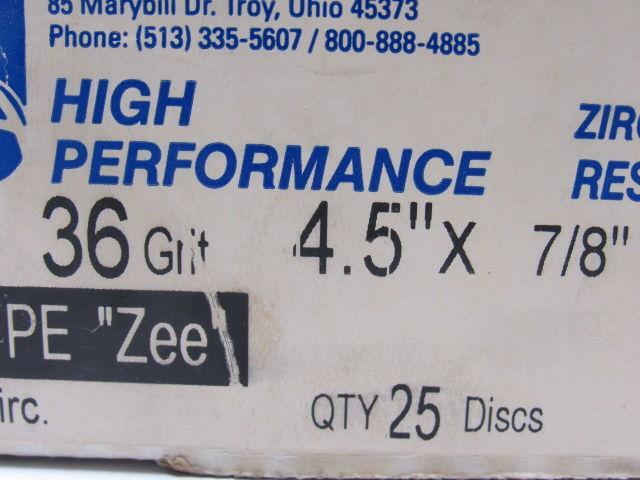 85 Marybill Dr. Troy, Ohio 45373
Phone: (513) 335-5607 / 800-888-4885
HIGH
PERFORMANCE
ZIRC
RES
36 Grit 4.5" X 7/8"
PE "Zee"
irc.
QTY 25 Discs